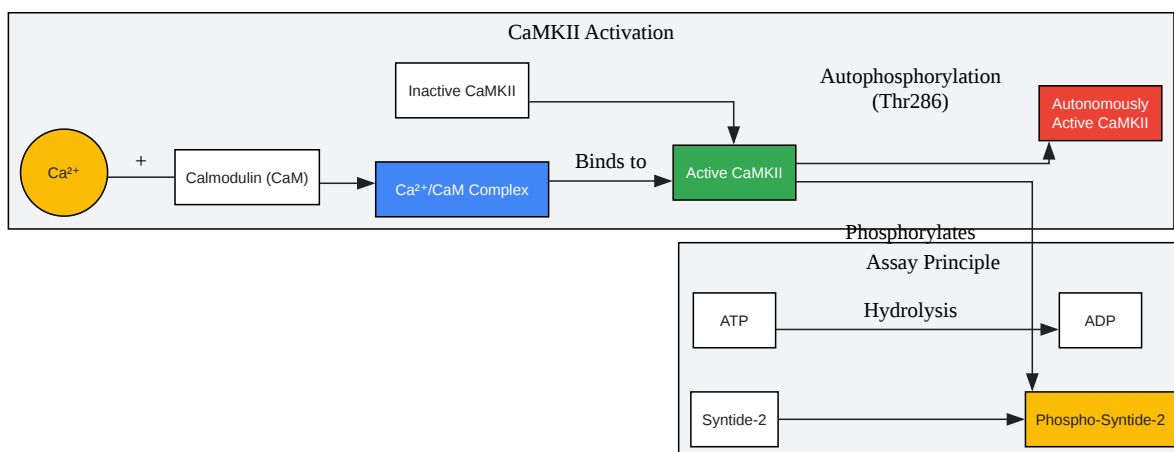 CaMKII Activation
Inactive CaMKII
Autophosphorylation
(Thr286)
Autonomously
Active CaMKII
Ca²⁺
+
Calmodulin (CaM)
Ca²⁺/CaM Complex
Binds to
Active CaMKII
Phosphorylates
Assay Principle
ATP
Hydrolysis
ADP
Syntide-2
Phospho-Syntide-2